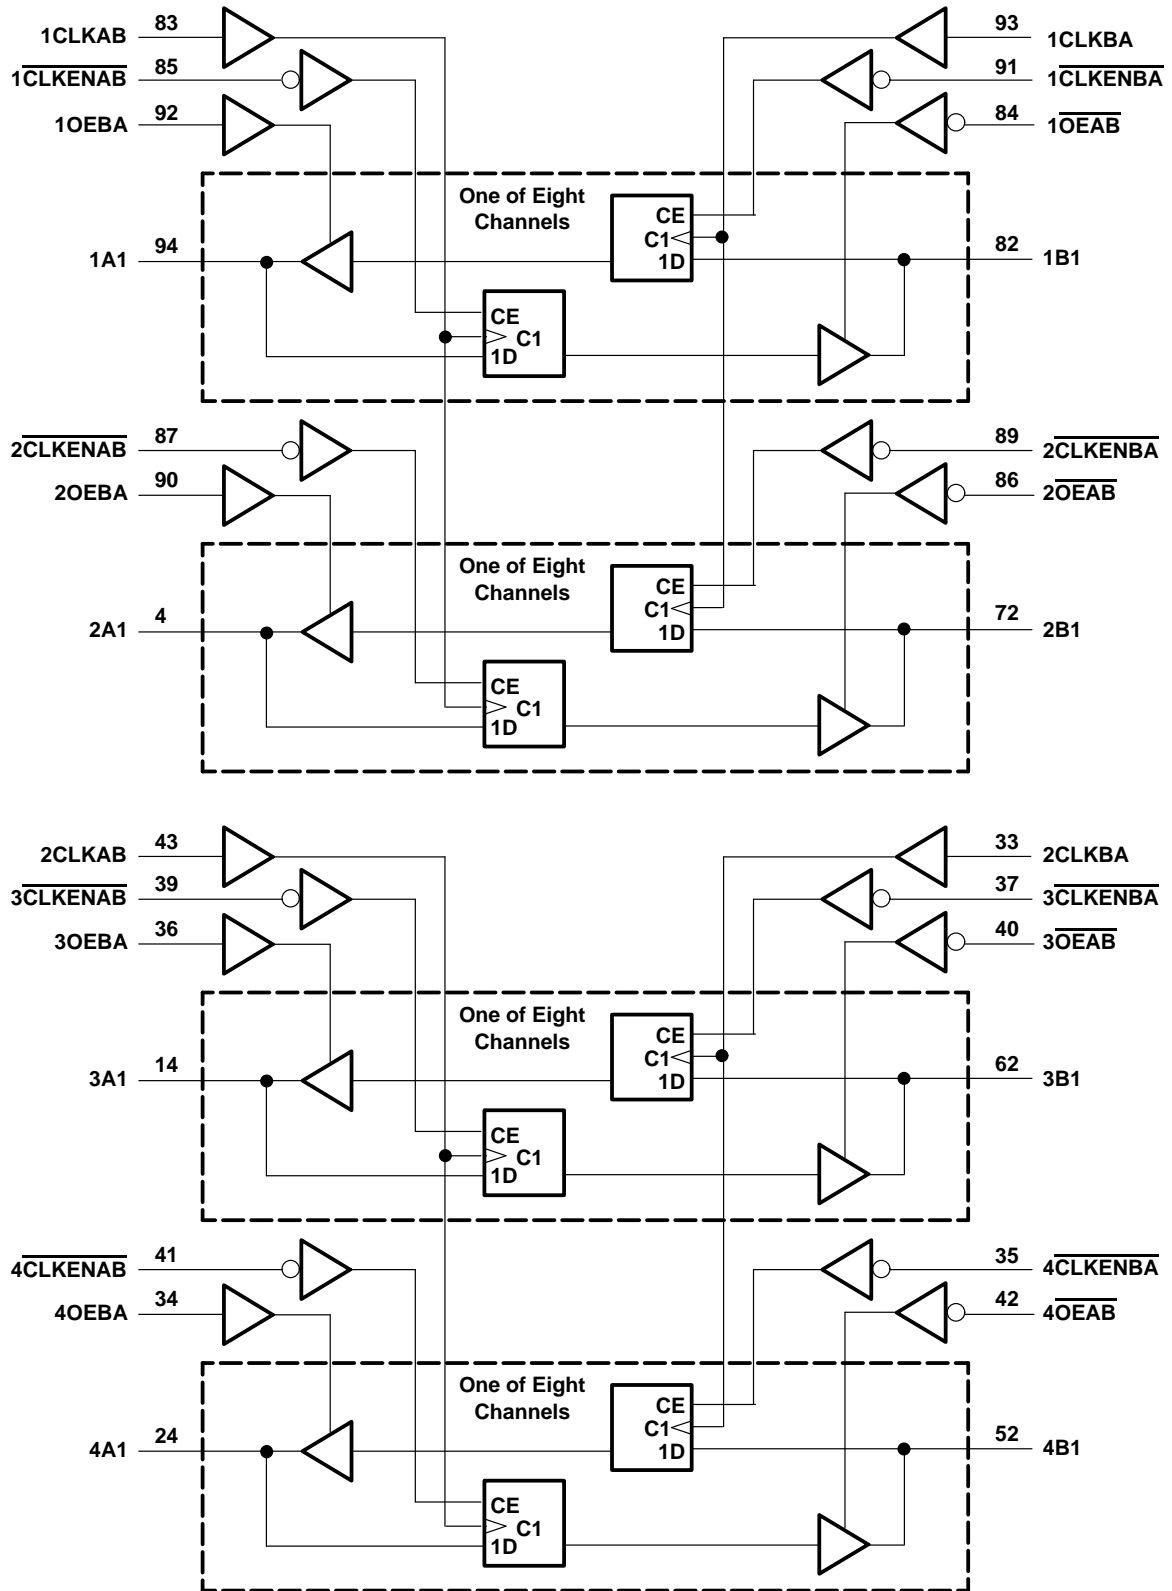 83
1CLKAB
93
1CLKBA
85
1CLKENAB
91
1CLKENBA
92
1OEBA
84
1OEAB
One of Eight
Channels
CE
C1
1D
94
1A1
82
1B1
CE
C1
1D
87
2CLKENAB
89
2CLKENBA
90
2OEBA
86
2OEAB
One of Eight
Channels
CE
C1
1D
4
2A1
72
2B1
CE
C1
1D
43
2CLKAB
33
2CLKBA
39
3CLKENAB
37
3CLKENBA
36
3OEBA
40
3OEAB
One of Eight
Channels
CE
C1
1D
14
3A1
62
3B1
CE
C1
1D
41
4CLKENAB
35
4CLKENBA
34
4OEBA
42
4OEAB
One of Eight
Channels
CE
C1
1D
24
4A1
52
4B1
CE
C1
1D